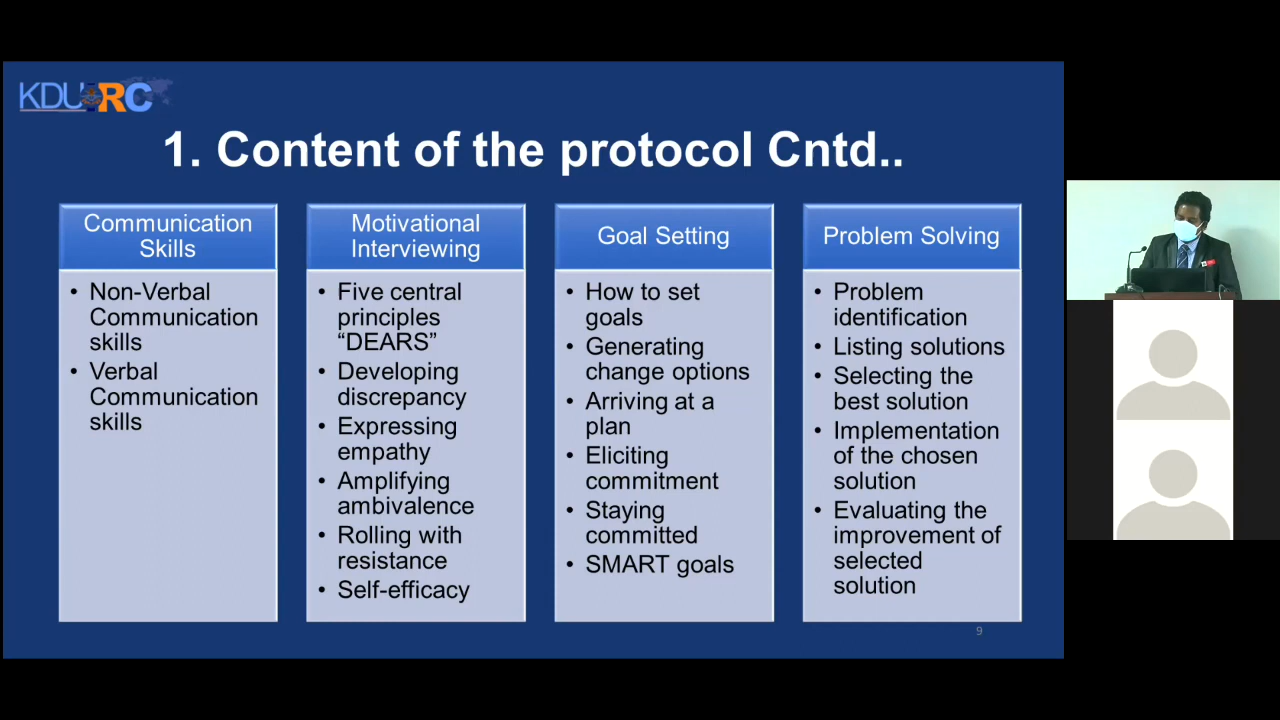 KDU RC
1. Content of the protocol Cntd..
Communication
Skills
• Non-Verbal
Communication
skills
• Verbal
Communication
skills
Motivational
Interviewing
• Five central
principles
“DEARS”
• Developing
discrepancy
• Expressing
empathy
• Amplifying
ambivalence
• Rolling with
resistance
• Self-efficacy
Goal Setting
• How to set
goals
• Generating
change options
• Arriving at a
plan
• Eliciting
commitment
• Staying
committed
• SMART goals
Problem Solving
• Problem
identification
• Listing solutions
• Selecting the
best solution
• Implementation
of the chosen
solution
• Evaluating the
improvement of
selected
solution
9